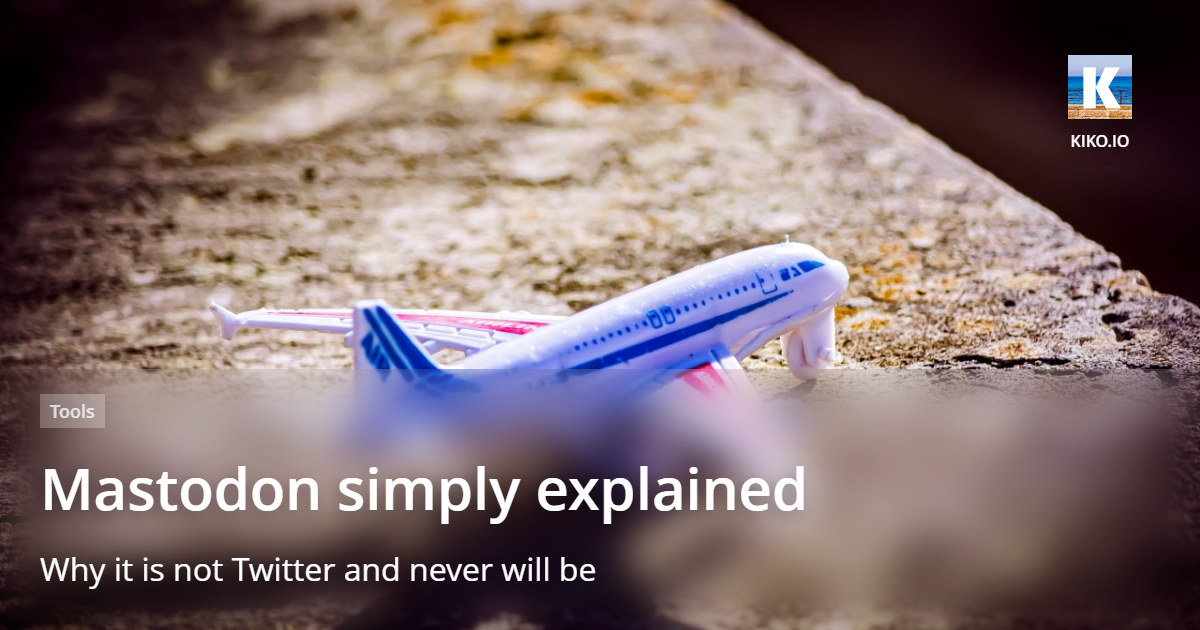 K
KIKO.IO
Tools
Mastodon simply explained
Why it is not Twitter and never will be